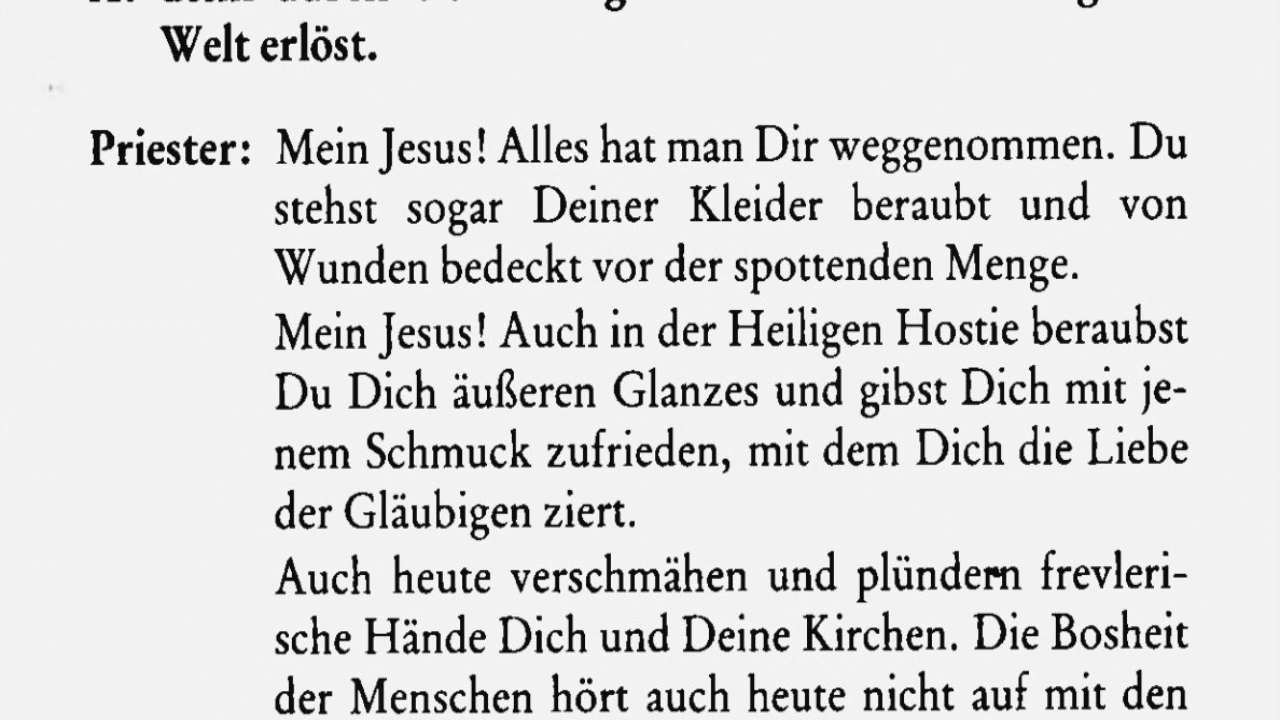 Welt erlöst.
Priester: Mein Jesus! Alles hat man Dir weggenommen. Du
stehst sogar Deiner Kleider beraubt und von
Wunden bedeckt vor der spottenden Menge.
Mein Jesus! Auch in der Heiligen Hostie beraubst
Du Dich äußeren Glanzes und gibst Dich mit je-
nem Schmuck zufrieden, mit dem Dich die Liebe
der Gläubigen ziert.
Auch heute verschmähen und plündern frevleri-
sche Hände Dich und Deine Kirchen. Die Bosheit
der Menschen hört auch heute nicht auf mit den